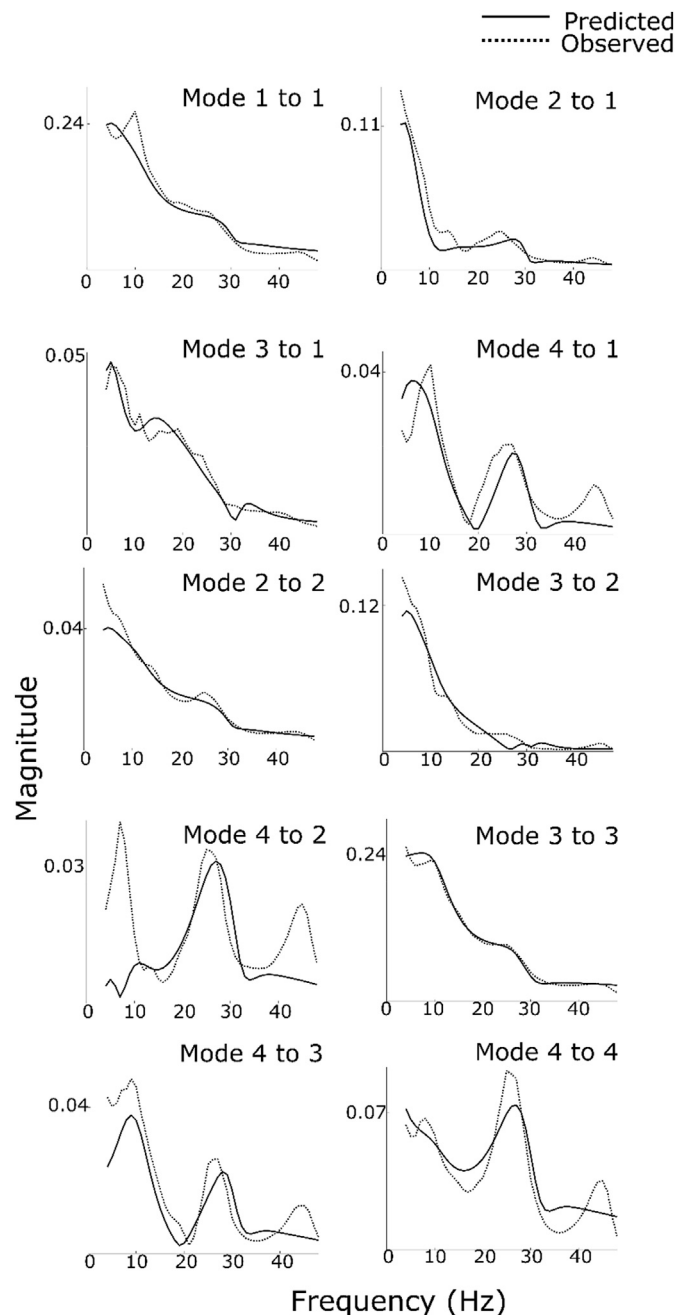 Predicted
Observed
Mode 1 to 1
0.24
0 10 20 30 40
Mode 2 to 1
0.11
0 10 20 30 40
Mode 3 to 1
0.05
0 10 20 30 40
Mode 4 to 1
0.04
0 10 20 30 40
Mode 2 to 2
0.04
0 10 20 30 40
Mode 3 to 2
0.12
0 10 20 30 40
Magnitude
Mode 4 to 2
0.03
0 10 20 30 40
Mode 3 to 3
0.24
0 10 20 30 40
Mode 4 to 3
0.04
0 10 20 30 40
Mode 4 to 4
0.07
0 10 20 30 40
Frequency (Hz)